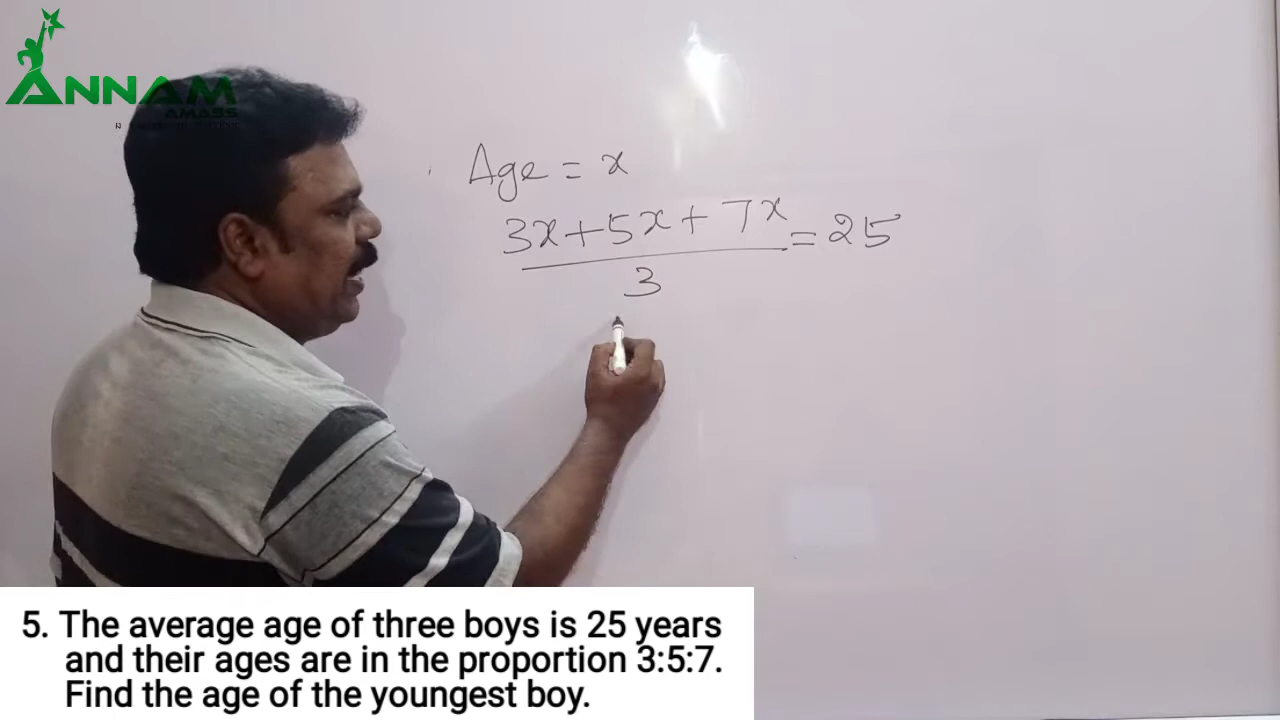 ANNAM
AMASS
Age = x
3x+5x+7x
= 25
3
5. The average age of three boys is 25 years
and their ages are in the proportion 3:5:7.
Find the age of the youngest boy.